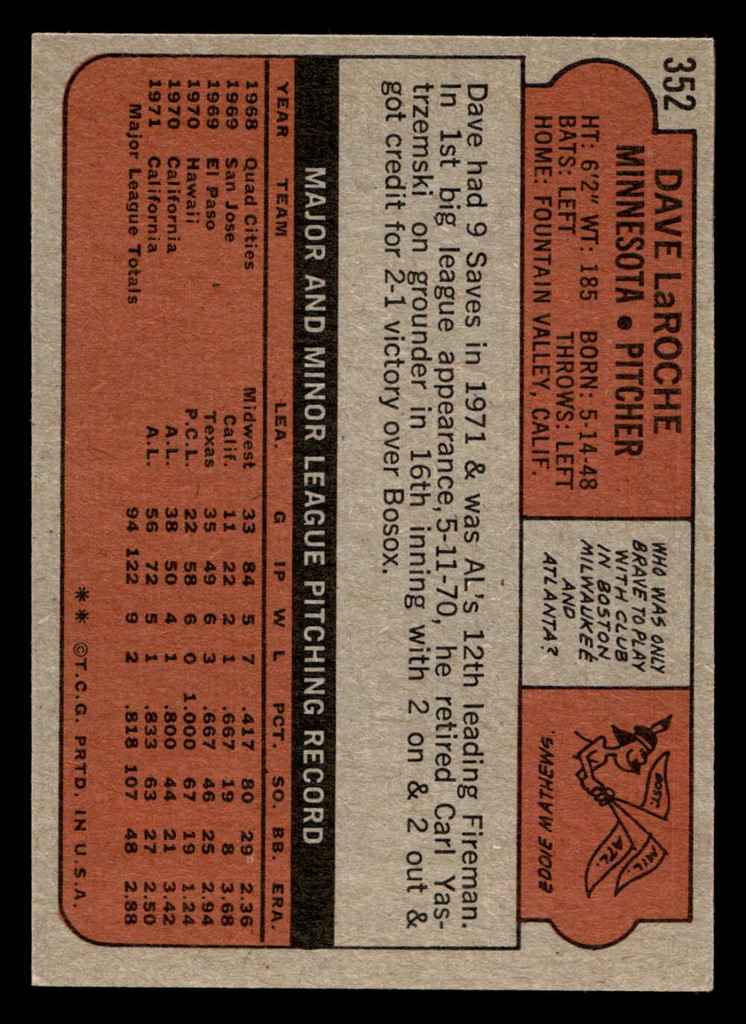 352
DAVE LaROCHE
MINNESOTA • PITCHER
HT: 6'2" WT: 185 BORN: 5-14-48
BATS: LEFT THROWS: LEFT
HOME: FOUNTAIN VALLEY, CALIF.
WHO WAS ONLY
BRAVE TO PLAY
WITH CLUB
IN BOSTON
MILWAUKEE
AND
ATLANTA?
BOST.
MIL
ATL.
EDDIE MATHEWS.
Dave had 9 Saves in 1971 & was AL's 12th leading Fireman.
In 1st big league appearance, 5-11-70, he retired Carl Yas-
trzemski on grounder in 16th inning with 2 on & 2 out &
got credit for 2-1 victory over Bosox.
MAJOR AND MINOR LEAGUE PITCHING RECORD
YEAR TEAM LEA. G IP W L PCT. SO. BB. ERA.
1968 Quad Cities Midwest 33 84 5 7 .417 80 29 2.36
1969 San Jose Calif. 11 22 2 1 .667 19 8 3.68
1969 El Paso Texas 35 49 6 3 .667 46 25 2.94
1970 Hawaii P.C.L. 22 58 6 0 1.000 67 19 1.24
1970 California A.L. 38 50 4 1 .800 44 21 3.42
1971 California A.L. 56 72 5 1 .833 63 27 2.50
Major League Totals 94 122 9 2 .818 107 48 2.88
** ©T.C.G. PRTD. IN U.S.A.